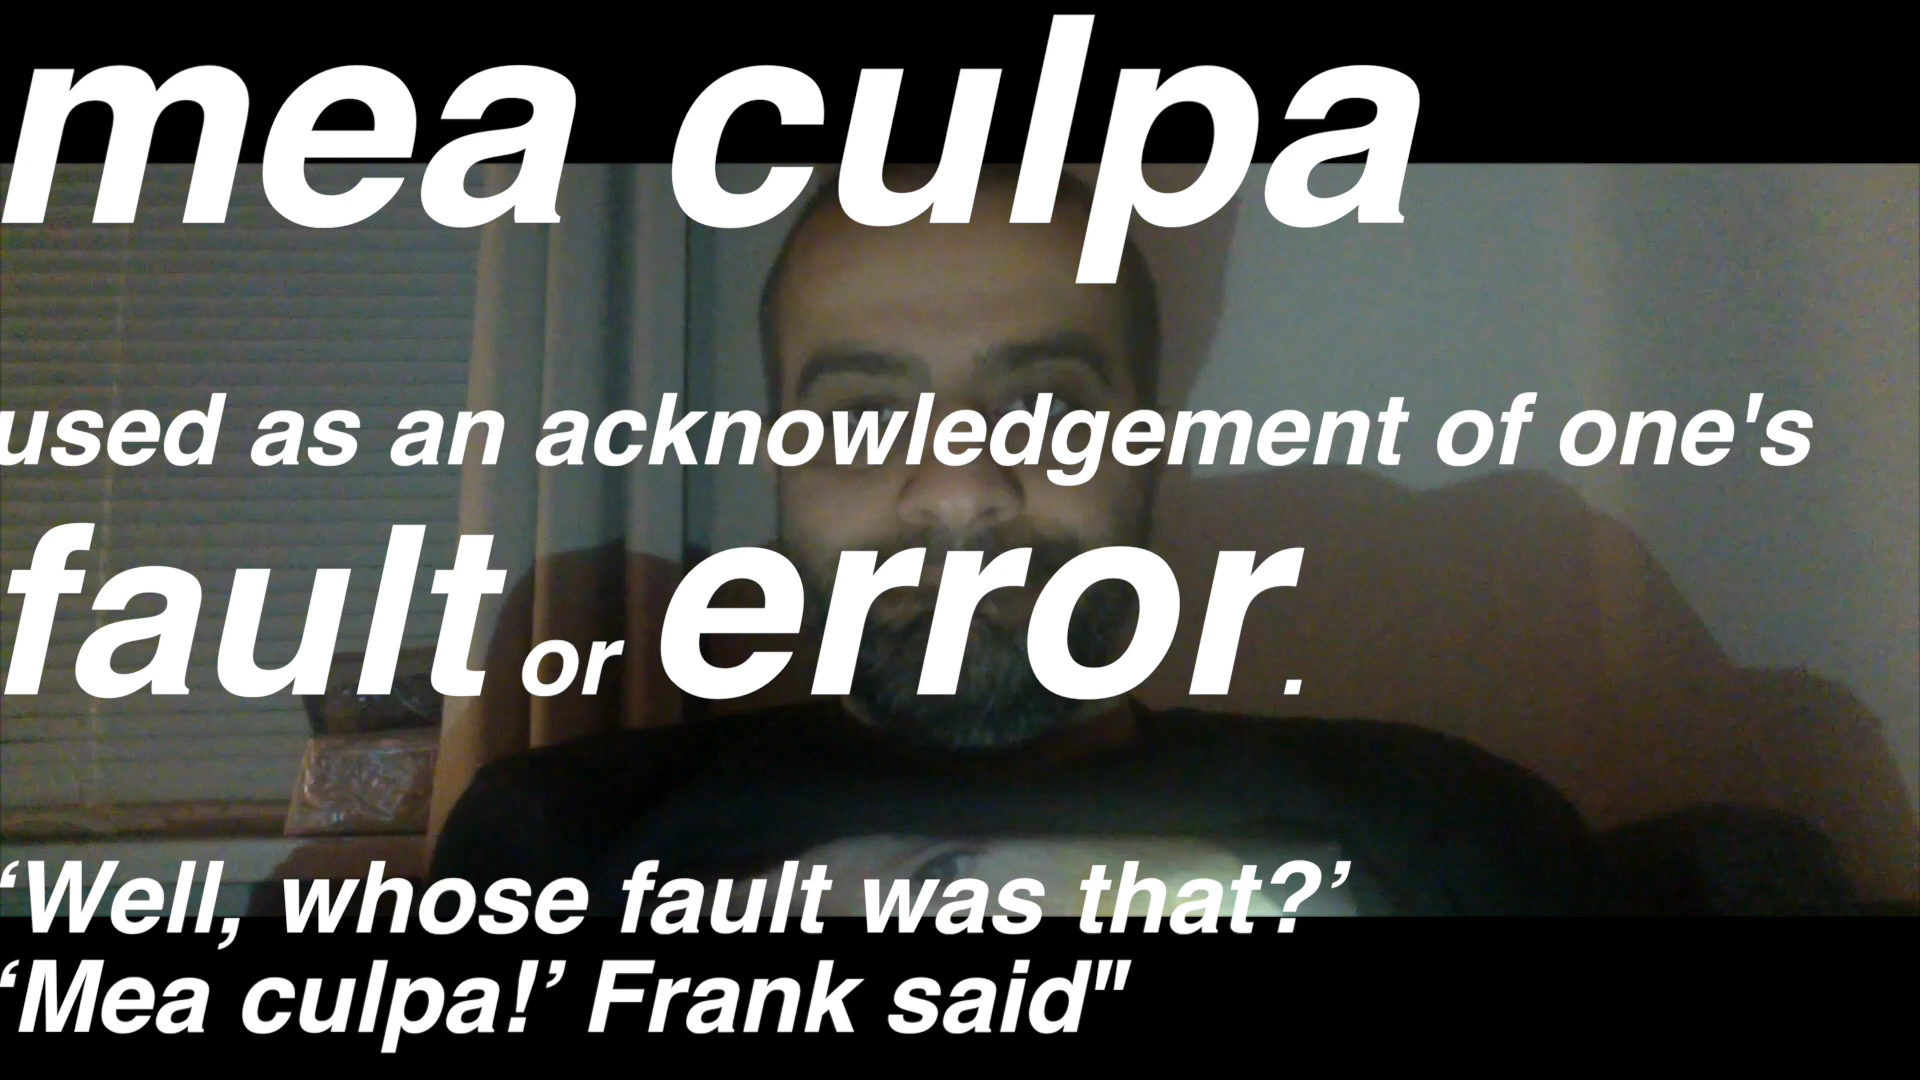 mea culpa
used as an acknowledgement of one's
fault or error.
‘Well, whose fault was that?’
‘Mea culpa!’ Frank said"